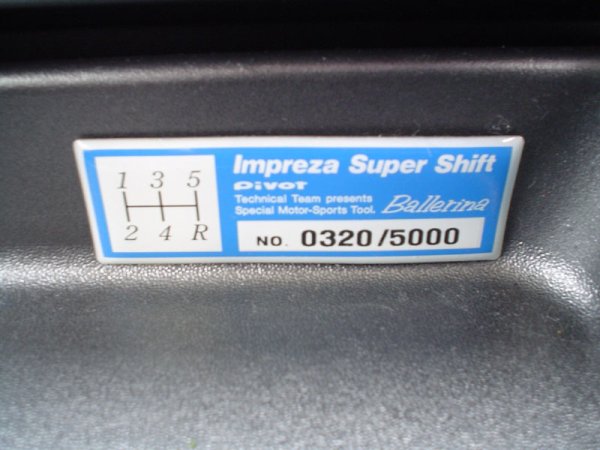 1 3 5
2 4 R
Impreza Super Shift
Pivot
Technical Team presents
Special Motor-Sports Tool. Ballerina
NO. 0320/5000